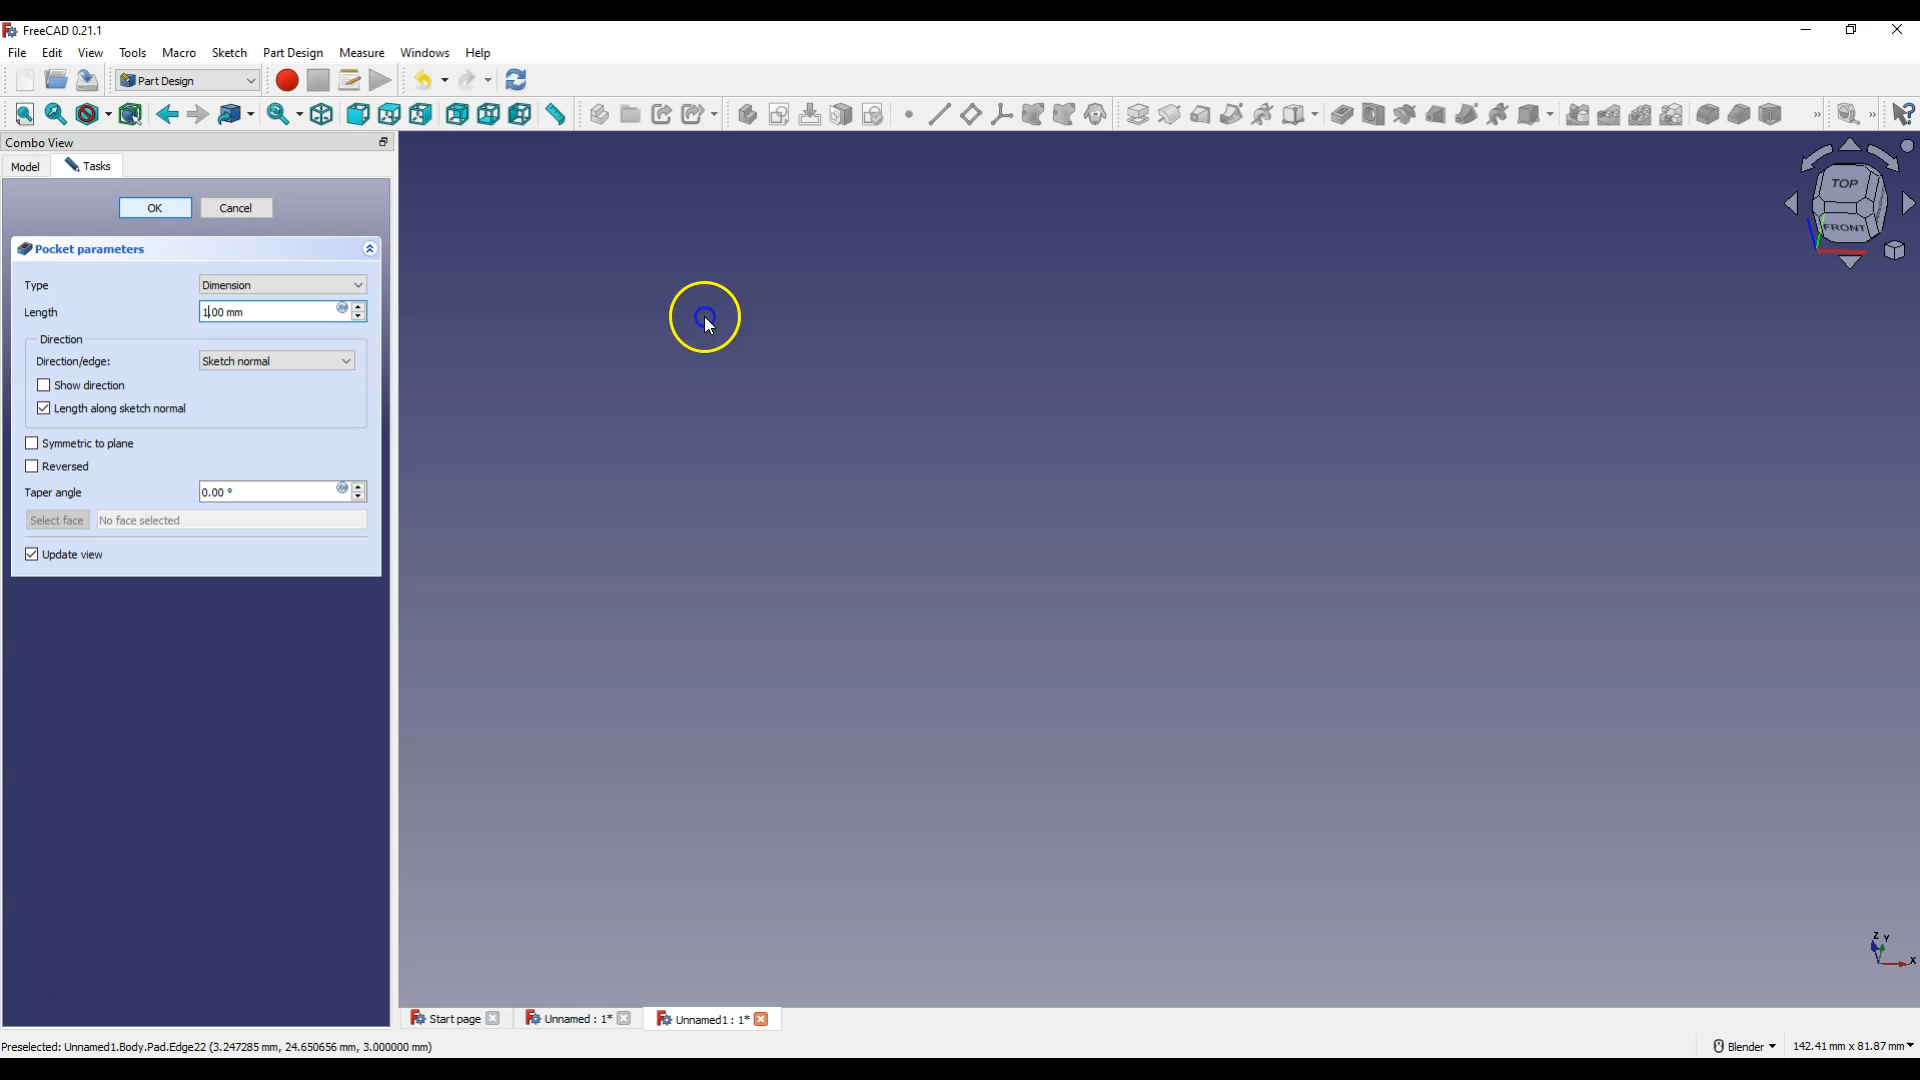 FreeCAD 0.21.1
File Edit View Tools Macro Sketch Part Design Measure Windows Help
Part Design
Combo View
Model Tasks
OK Cancel
Pocket parameters
Type Dimension
Length 1.00 mm
Direction
Direction/edge: Sketch normal
Show direction
Length along sketch normal
Symmetric to plane
Reversed
Taper angle 0.00 °
Select face No face selected
Update view
TOP
FRONT
Z Y
X
Start page Unnamed : 1* Unnamed1 : 1*
Preselected: Unnamed1.Body.Pad.Edge22 (3.247285 mm, 24.650656 mm, 3.000000 mm) Blender 142.41 mm x 81.87 mm